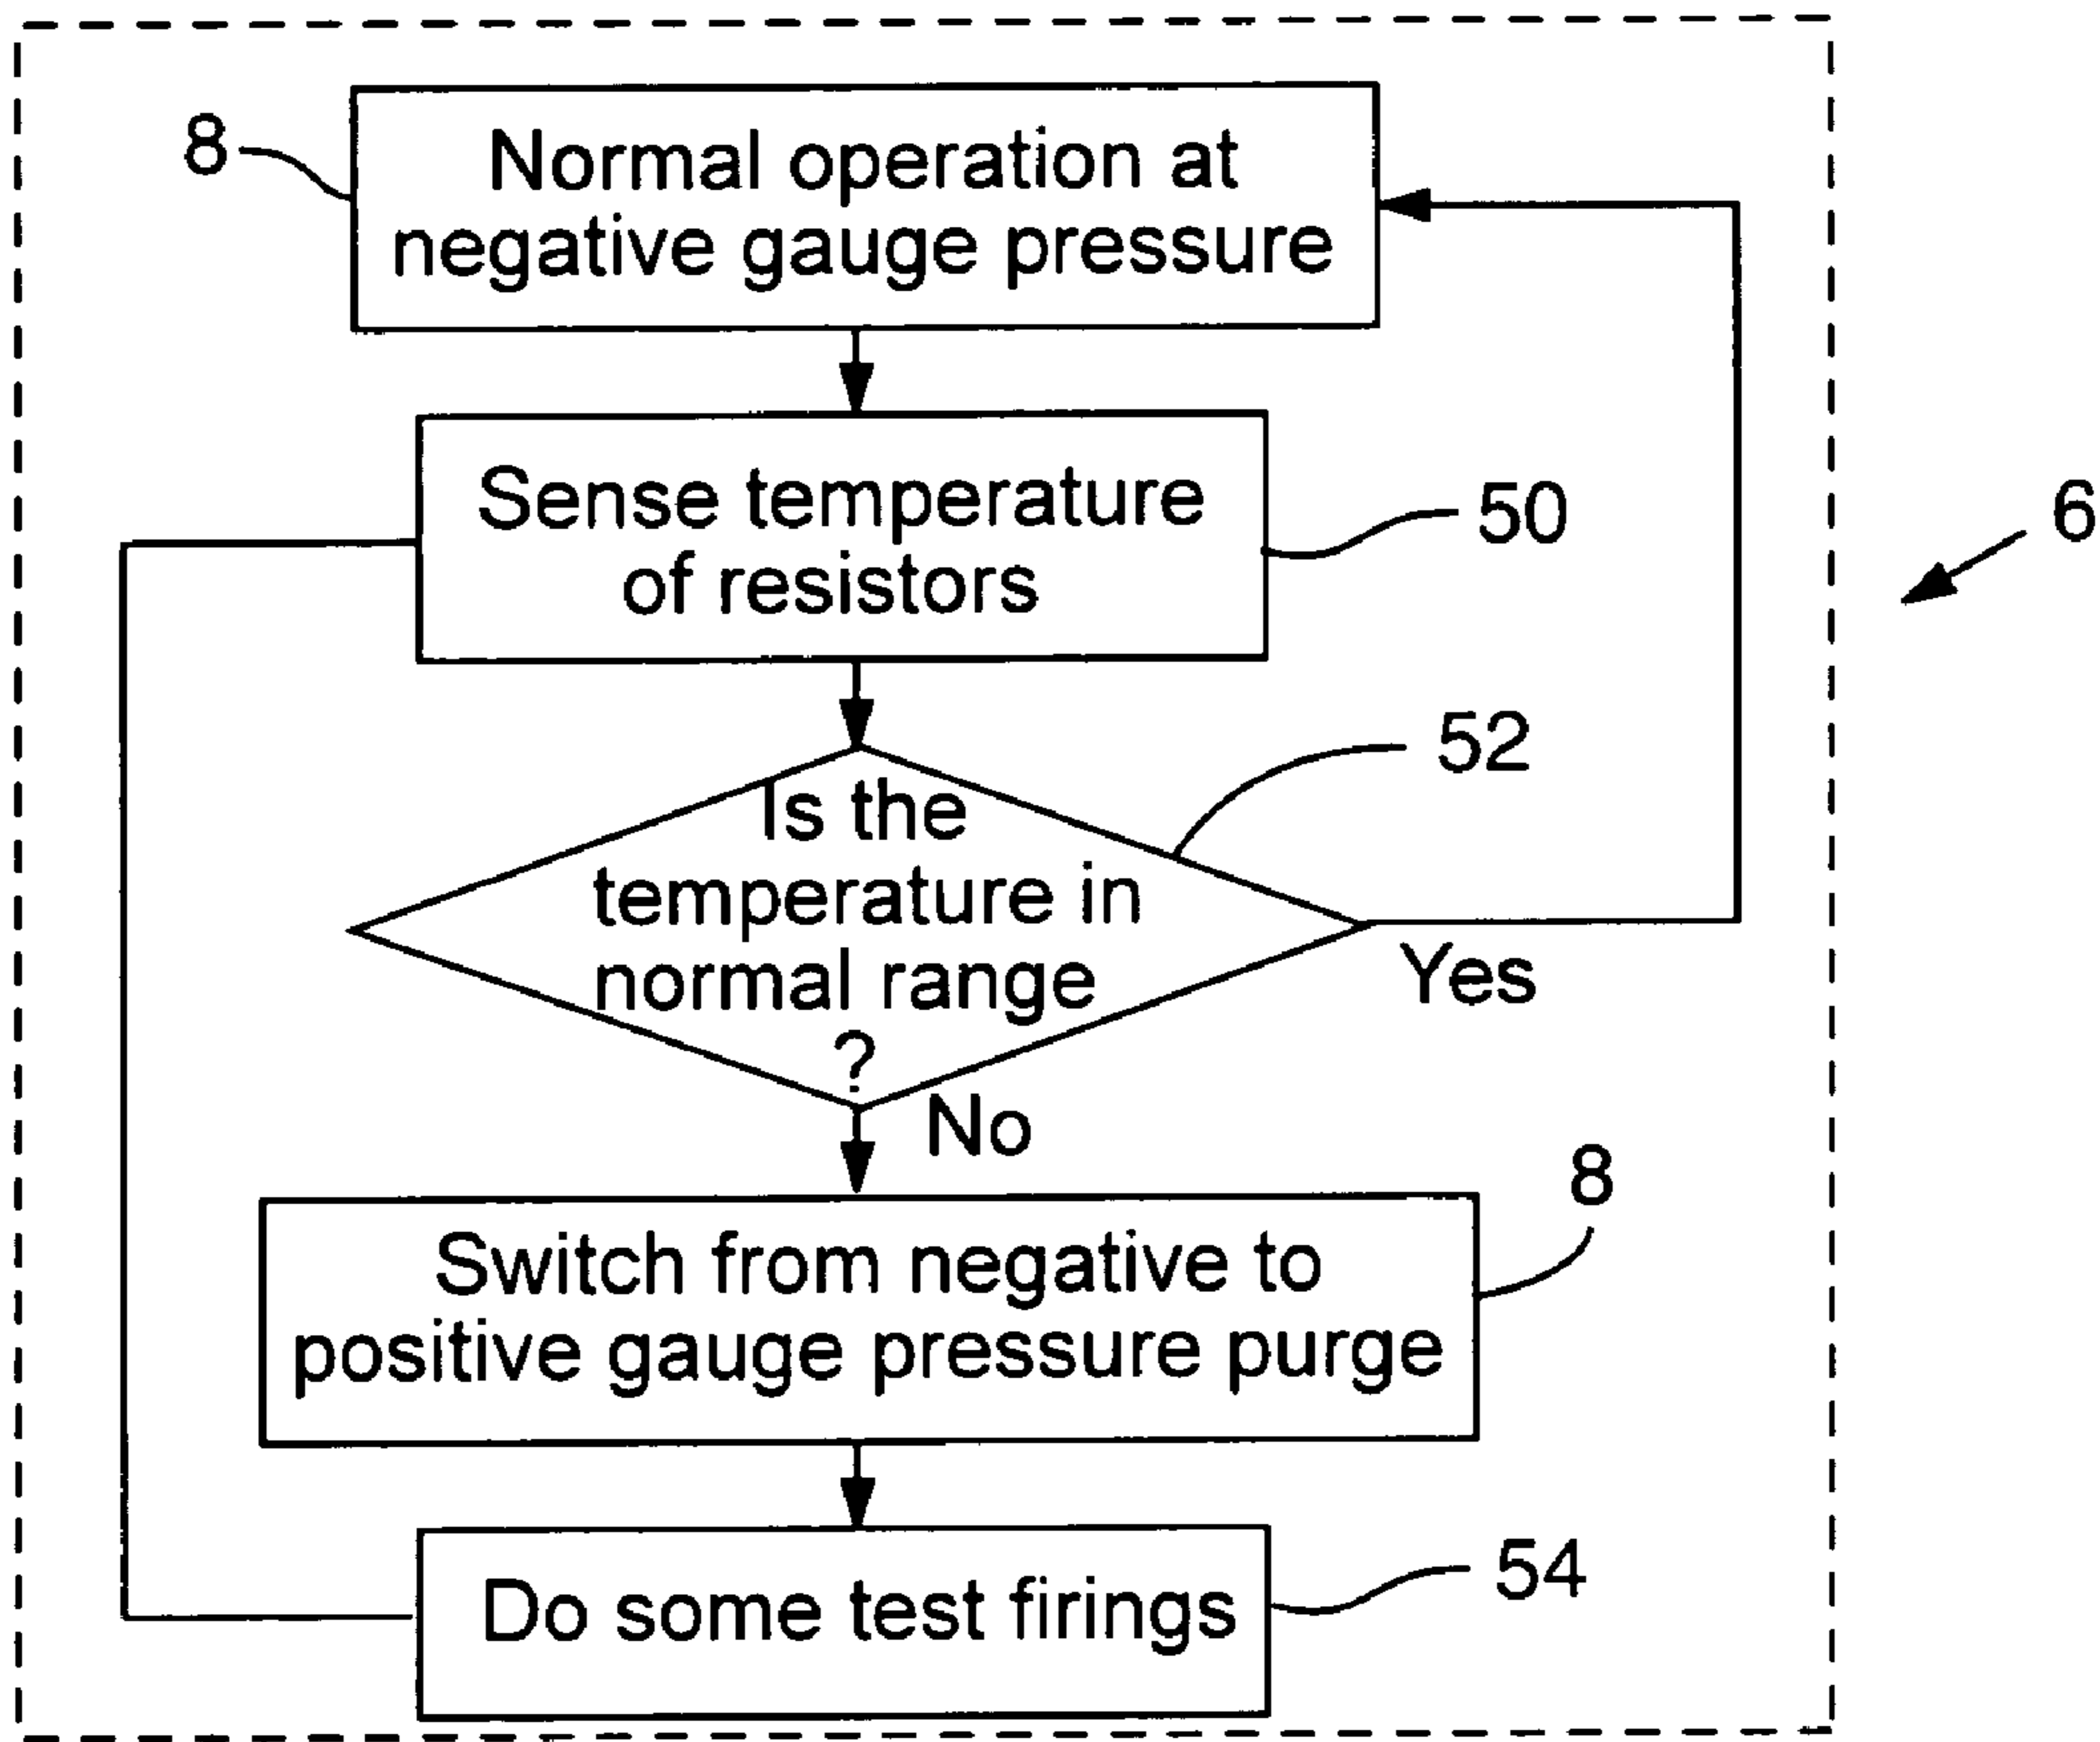 8
Normal operation at
negative gauge pressure
Sense temperature
of resistors
50
6
52
Is the
temperature in
normal range
?
Yes
No
8
Switch from negative to
positive gauge pressure purge
Do some test firings
54